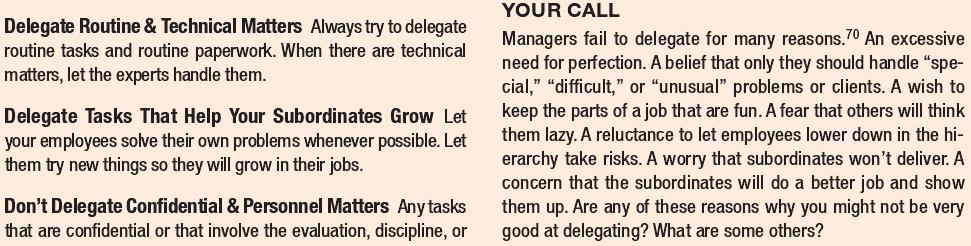 Delegate Routine & Technical Matters Always try to delegate
routine tasks and routine paperwork. When there are technical
matters, let the experts handle them.
Delegate Tasks That Help Your Subordinates Grow Let
your employees solve their own problems whenever possible. Let
them try new things so they will grow in their jobs.
Don't Delegate Confidential & Personnel Matters Any tasks
that are confidential or that involve the evaluation, discipline, or
YOUR CALL
Managers fail to delegate for many reasons.70 An excessive
need for perfection. A belief that only they should handle “spe-
cial,” “difficult,” or “unusual” problems or clients. A wish to
keep the parts of a job that are fun. A fear that others will think
them lazy. A reluctance to let employees lower down in the hi-
erarchy take risks. A worry that subordinates won't deliver. A
concern that the subordinates will do a better job and show
them up. Are any of these reasons why you might not be very
good at delegating? What are some others?